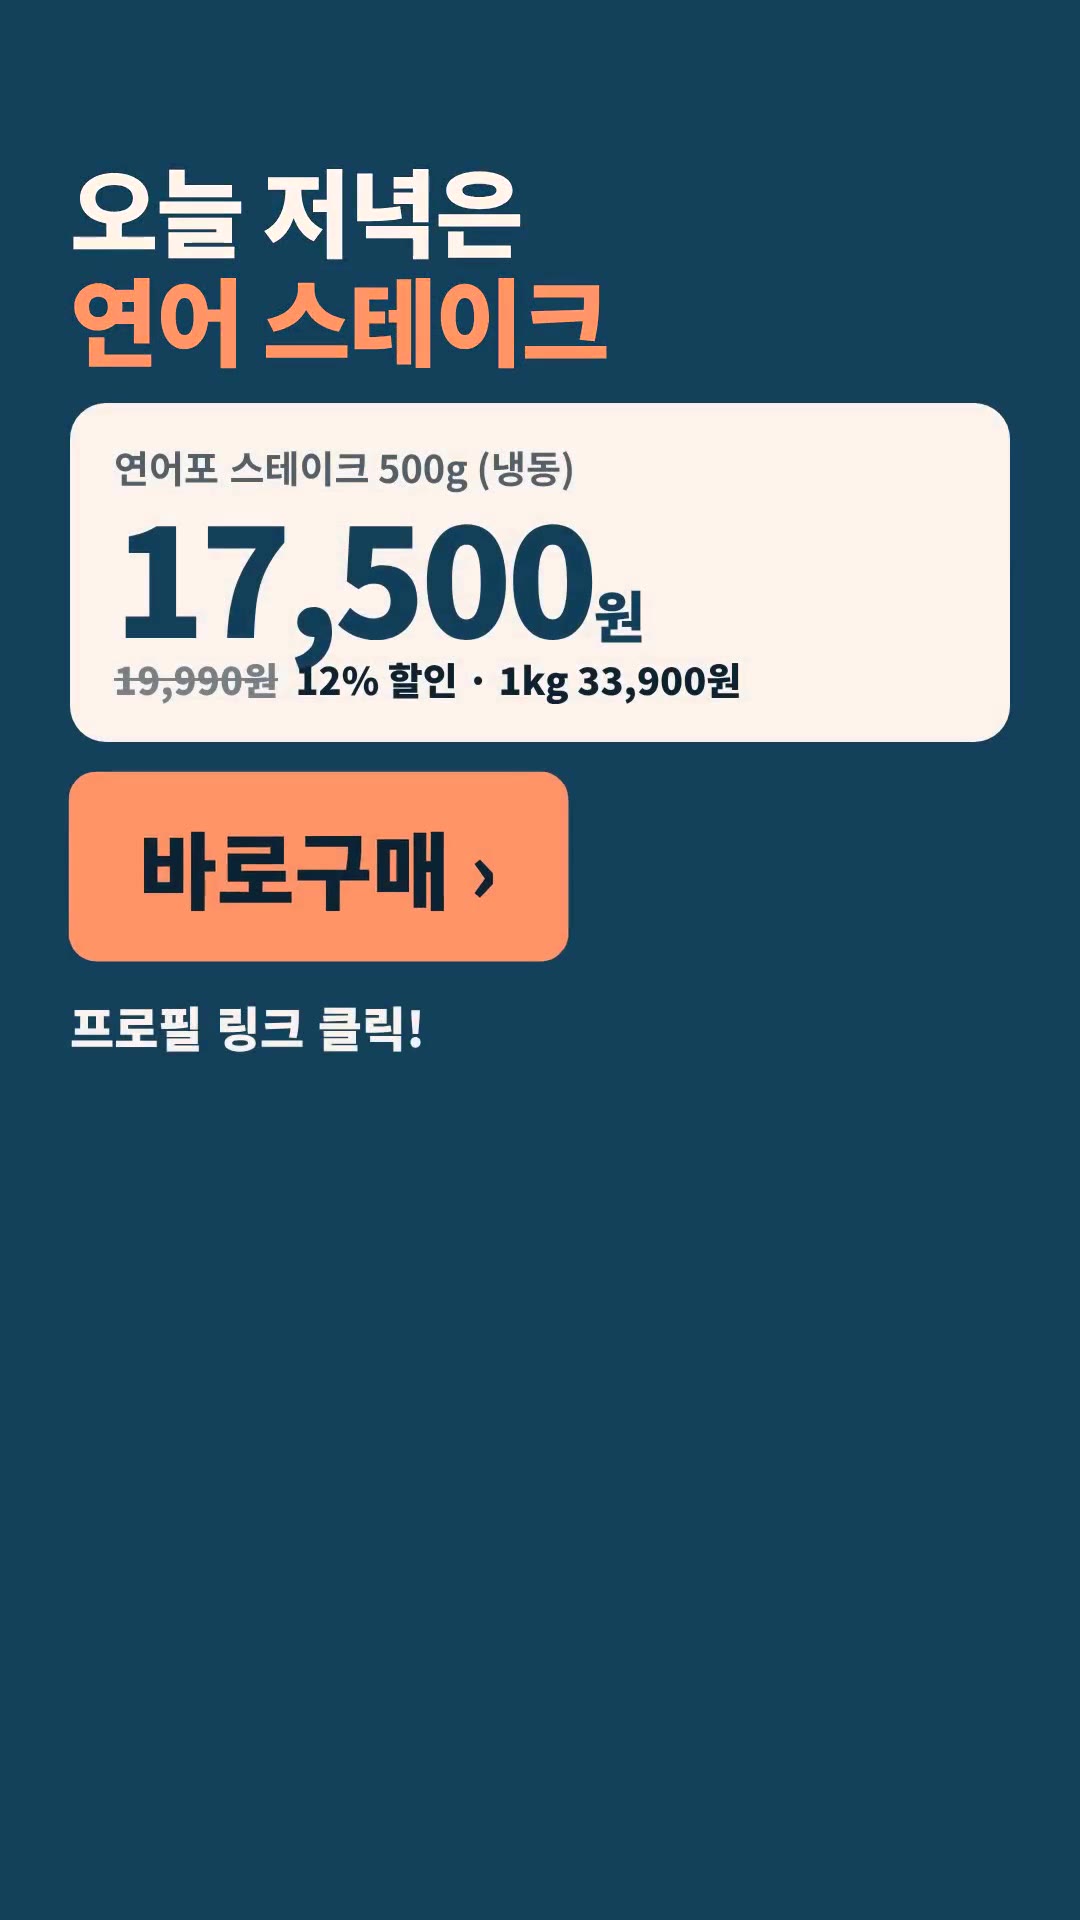 오늘 저녁은
연어 스테이크
연어포 스테이크 500g (냉동)
17,500원
19,990원 12% 할인 · 1kg 33,900원
바로구매 ›
프로필 링크 클릭!